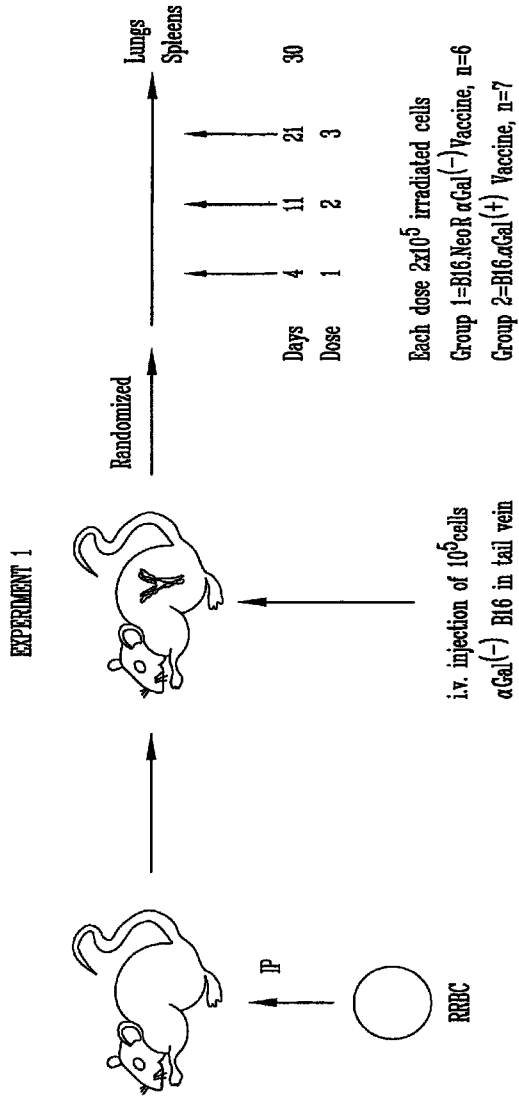 EXPERIMENT 1
IP
RRBC
i.v. injection of 10⁵cells
αGal(-) B16 in tail vein
Randomized
Lungs
Spleens
Days 4 11 21 30
Dose 1 2 3
Each dose 2x10⁵ irradiated cells
Group 1=B16.NeoR αGal(-)Vaccine, n=6
Group 2=B16.αGal(+) Vaccine, n=7